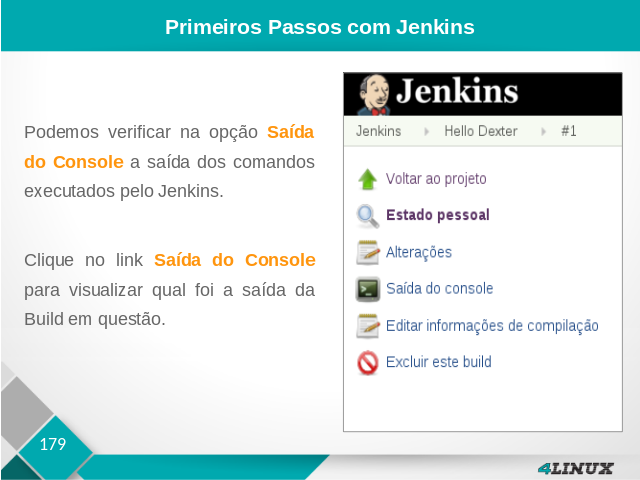 Primeiros Passos com Jenkins
Podemos verificar na opção Saída
do Console a saída dos comandos
executados pelo Jenkins.
Clique no link Saída do Console
para visualizar qual foi a saída da
Build em questão.
Jenkins
Jenkins Hello Dexter #1
Voltar ao projeto
Estado pessoal
Alterações
Saída do console
Editar informações de compilação
Excluir este build
179
4LINUX